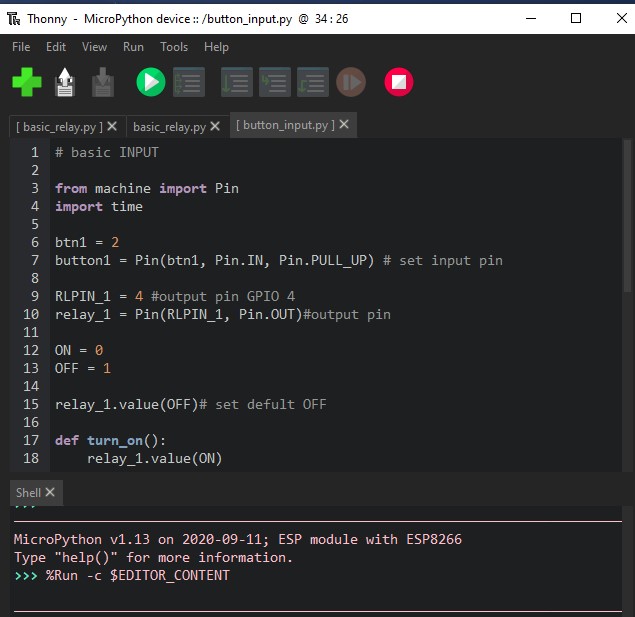 Thonny - MicroPython device :: /button_input.py @ 34 : 26
File Edit View Run Tools Help
[ basic_relay.py ] basic_relay.py [ button_input.py ]
1 # basic INPUT
2
3 from machine import Pin
4 import time
5
6 btn1 = 2
7 button1 = Pin(btn1, Pin.IN, Pin.PULL_UP) # set input pin
8
9 RLPIN_1 = 4 #output pin GPIO 4
10 relay_1 = Pin(RLPIN_1, Pin.OUT)#output pin
11
12 ON = 0
13 OFF = 1
14
15 relay_1.value(OFF)# set defult OFF
16
17 def turn_on():
18     relay_1.value(ON)
Shell
MicroPython v1.13 on 2020-09-11; ESP module with ESP8266
Type "help()" for more information.
>>> %Run -c $EDITOR_CONTENT